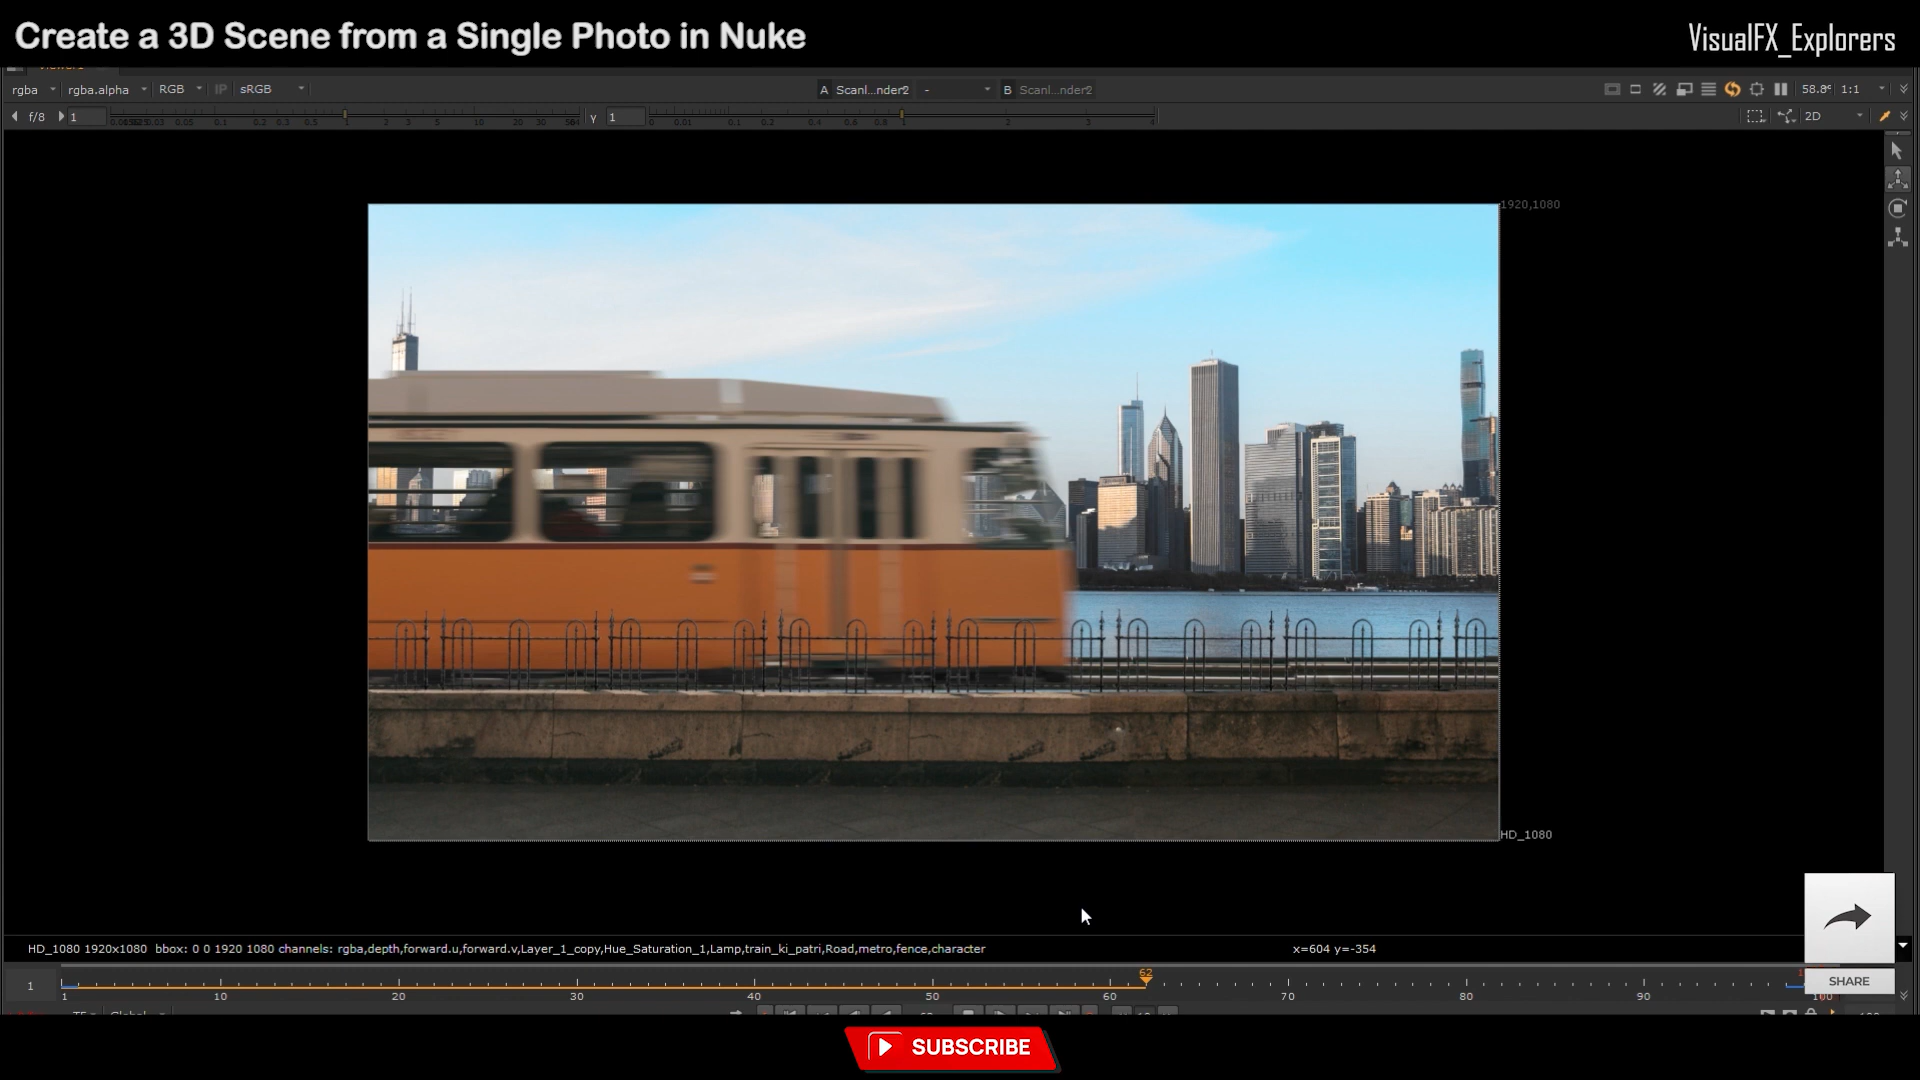 Create a 3D Scene from a Single Photo in Nuke
VisualFX_Explorers
rgba rgba.alpha RGB IP sRGB A Scanl...nder2 - B Scanl...nder2 1:1
f/8 1 y 1 2D
1920,1080
HD_1080
HD_1080 1920x1080 bbox: 0 0 1920 1080 channels: rgba,depth,forward.u,forward.v,Layer_1_copy,Hue_Saturation_1,Lamp,train_ki_patri,Road,metro,fence,character
x=604 y=-354
62
1
1 10 20 30 40 50 60 70 80 90 100
SHARE
SUBSCRIBE